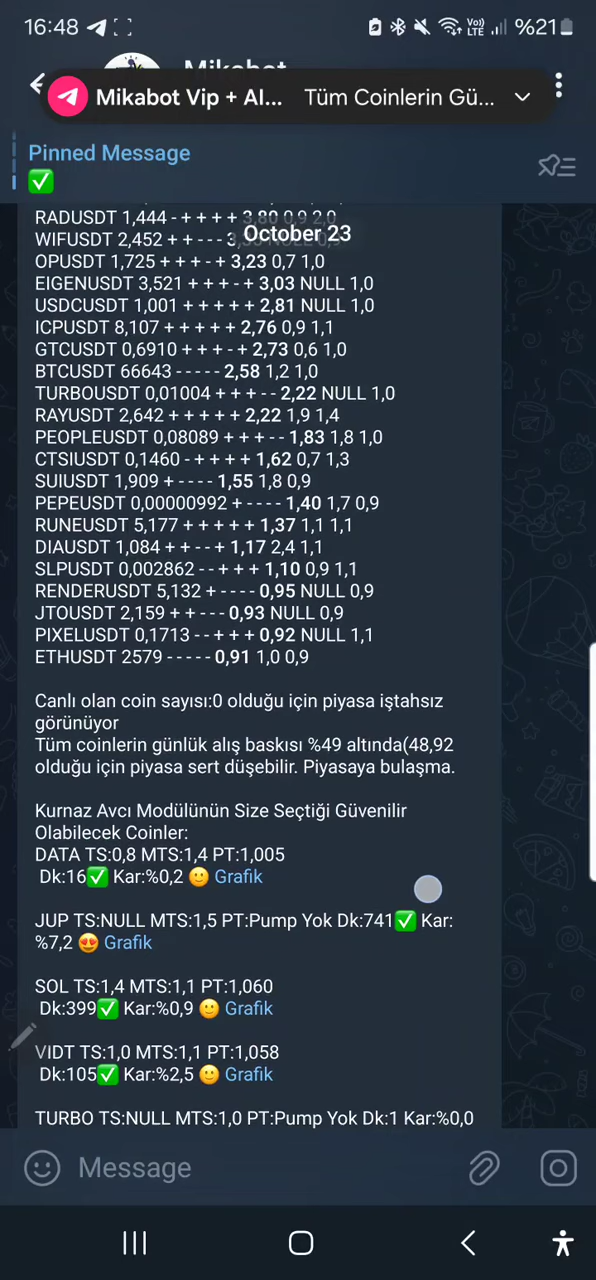 16:48
Vo))
LTE
%21
Mikabot
Mikabot Vip + AI... Tüm Coinlerin Gü...
Pinned Message
RADUSDT 1,444 - + + + + 3,80 0,9 2,0
WIFUSDT 2,452 + + - - -
October 23
OPUSDT 1,725 + + + - + 3,23 0,7 1,0
EIGENUSDT 3,521 + + + - + 3,03 NULL 1,0
USDCUSDT 1,001 + + + + + 2,81 NULL 1,0
ICPUSDT 8,107 + + + + + 2,76 0,9 1,1
GTCUSDT 0,6910 + + + - + 2,73 0,6 1,0
BTCUSDT 66643 - - - - - 2,58 1,2 1,0
TURBOUSDT 0,01004 + + + - - 2,22 NULL 1,0
RAYUSDT 2,642 + + + + + 2,22 1,9 1,4
PEOPLEUSDT 0,08089 + + + - - 1,83 1,8 1,0
CTSIUSDT 0,1460 - + + + + 1,62 0,7 1,3
SUIUSDT 1,909 + - - - - 1,55 1,8 0,9
PEPEUSDT 0,00000992 + - - - - 1,40 1,7 0,9
RUNEUSDT 5,177 + + + + + 1,37 1,1 1,1
DIAUSDT 1,084 + + - - + 1,17 2,4 1,1
SLPUSDT 0,002862 - - + + + 1,10 0,9 1,1
RENDERUSDT 5,132 + - - - - 0,95 NULL 0,9
JTOUSDT 2,159 + + - - - 0,93 NULL 0,9
PIXELUSDT 0,1713 - - + + + 0,92 NULL 1,1
ETHUSDT 2579 - - - - - 0,91 1,0 0,9
Canlı olan coin sayısı:0 olduğu için piyasa iştahsız
görünüyor
Tüm coinlerin günlük alış baskısı %49 altında(48,92
olduğu için piyasa sert düşebilir. Piyasaya bulaşma.
Kurnaz Avcı Modülünün Size Seçtiği Güvenilir
Olabilecek Coinler:
DATA TS:0,8 MTS:1,4 PT:1,005
Dk:16✅ Kar:%0,2 🙂 Grafik
JUP TS:NULL MTS:1,5 PT:Pump Yok Dk:741✅ Kar:
%7,2 😍 Grafik
SOL TS:1,4 MTS:1,1 PT:1,060
Dk:399✅ Kar:%0,9 🙂 Grafik
VIDT TS:1,0 MTS:1,1 PT:1,058
Dk:105✅ Kar:%2,5 🙂 Grafik
TURBO TS:NULL MTS:1,0 PT:Pump Yok Dk:1 Kar:%0,0
Message